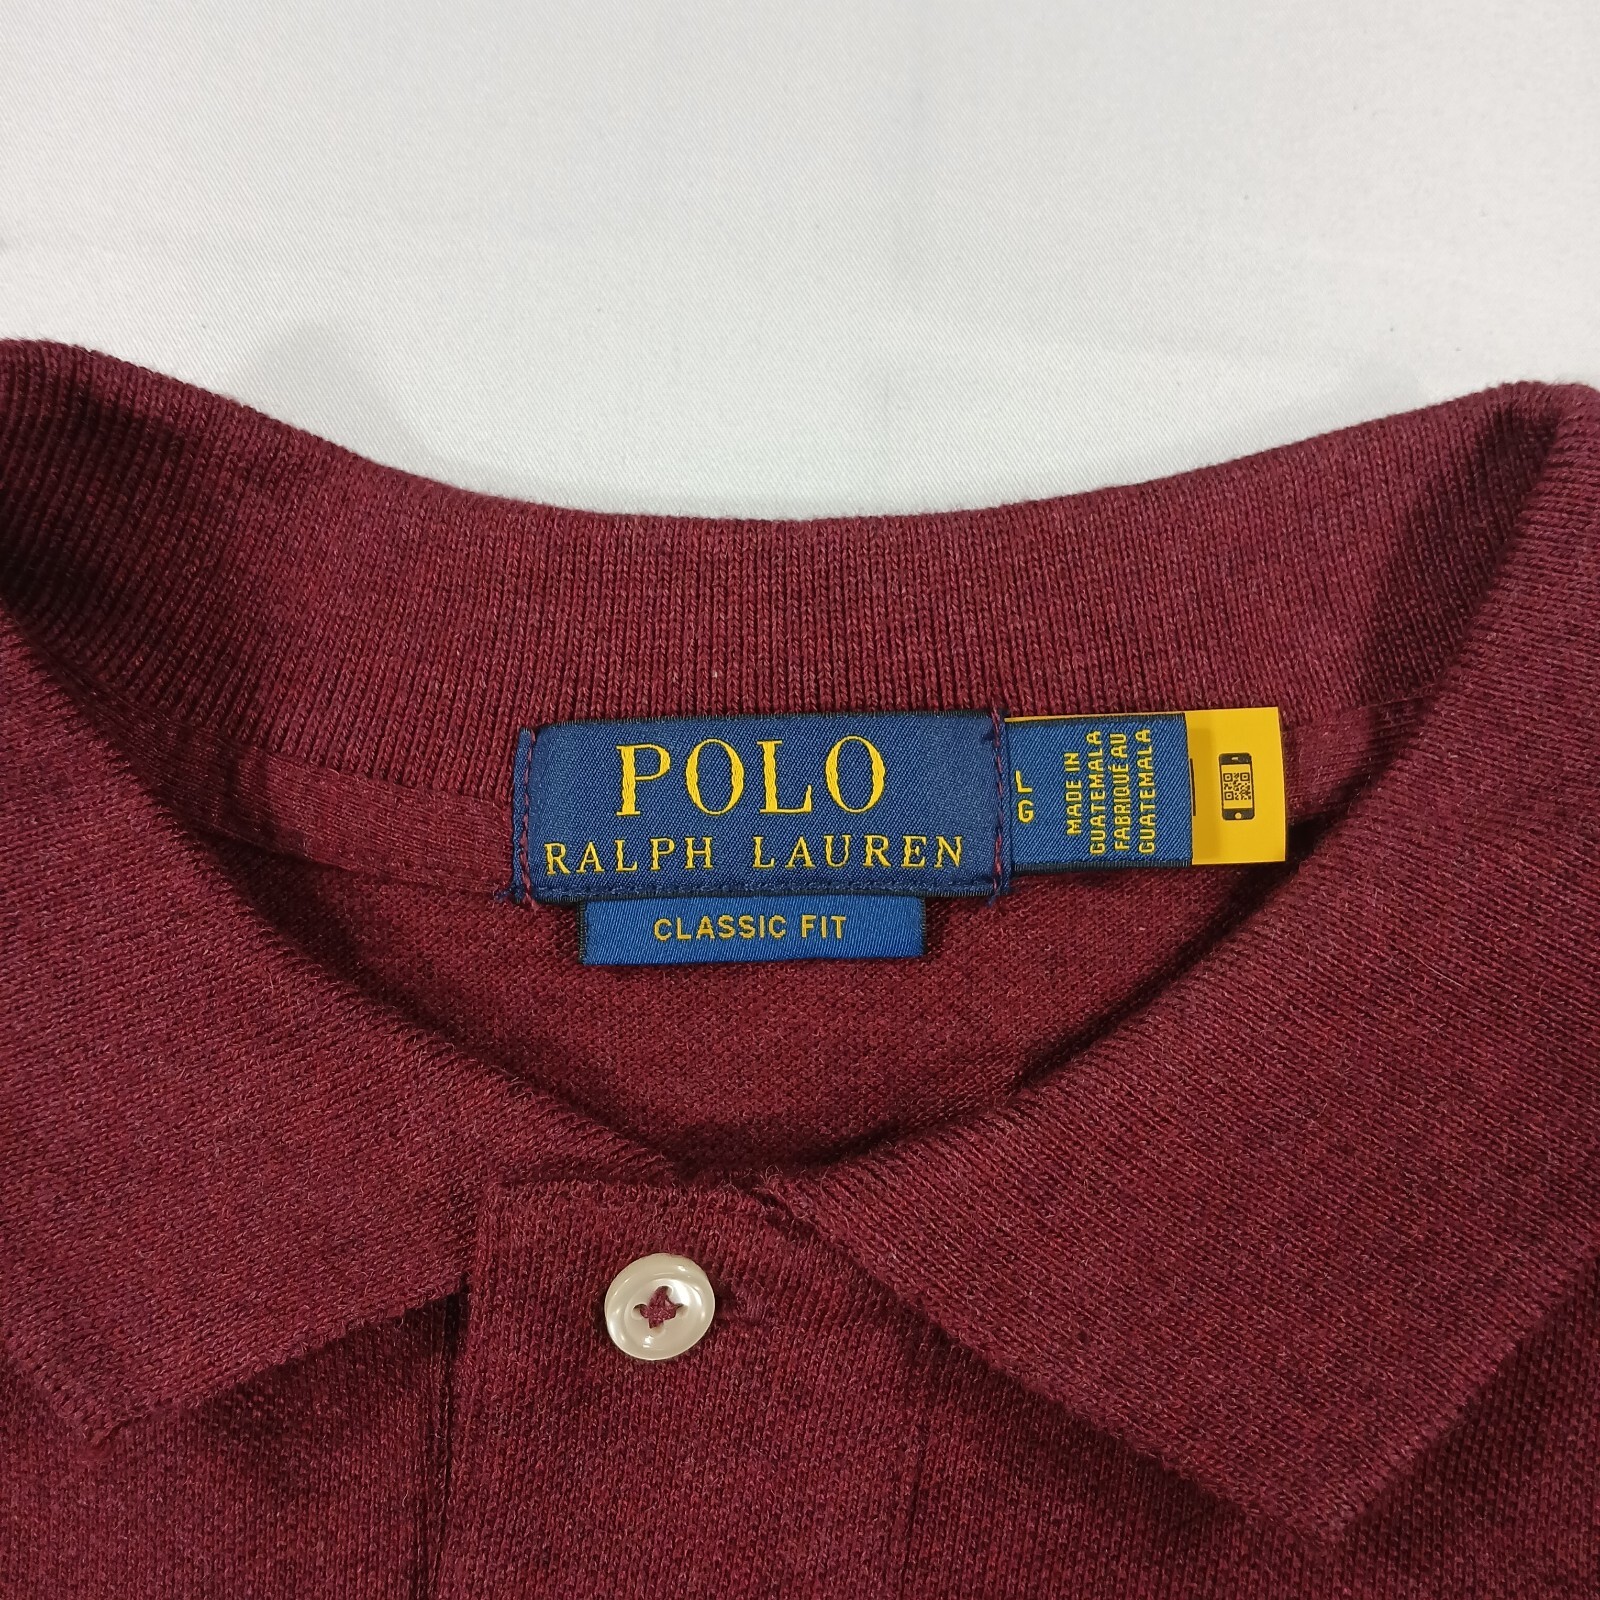 POLO
RALPH LAUREN
CLASSIC FIT
L
G
MADE IN
GUATEMALA
FABRIQUÉ AU
GUATEMALA